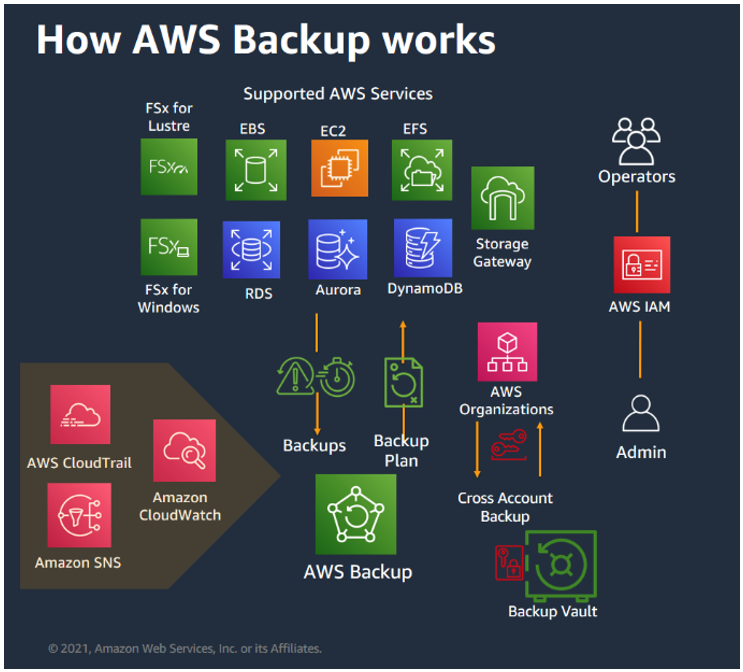 How AWS Backup works
Supported AWS Services
FSx for
Lustre
EBS
EC2
EFS
FSx
Storage
Gateway
FSx
FSx for
Windows
RDS
Aurora
DynamoDB
Operators
AWS IAM
Admin
AWS CloudTrail
Amazon
CloudWatch
Amazon SNS
Backups
Backup
Plan
AWS
Organizations
Cross Account
Backup
AWS Backup
Backup Vault
© 2021, Amazon Web Services, Inc. or its Affiliates.